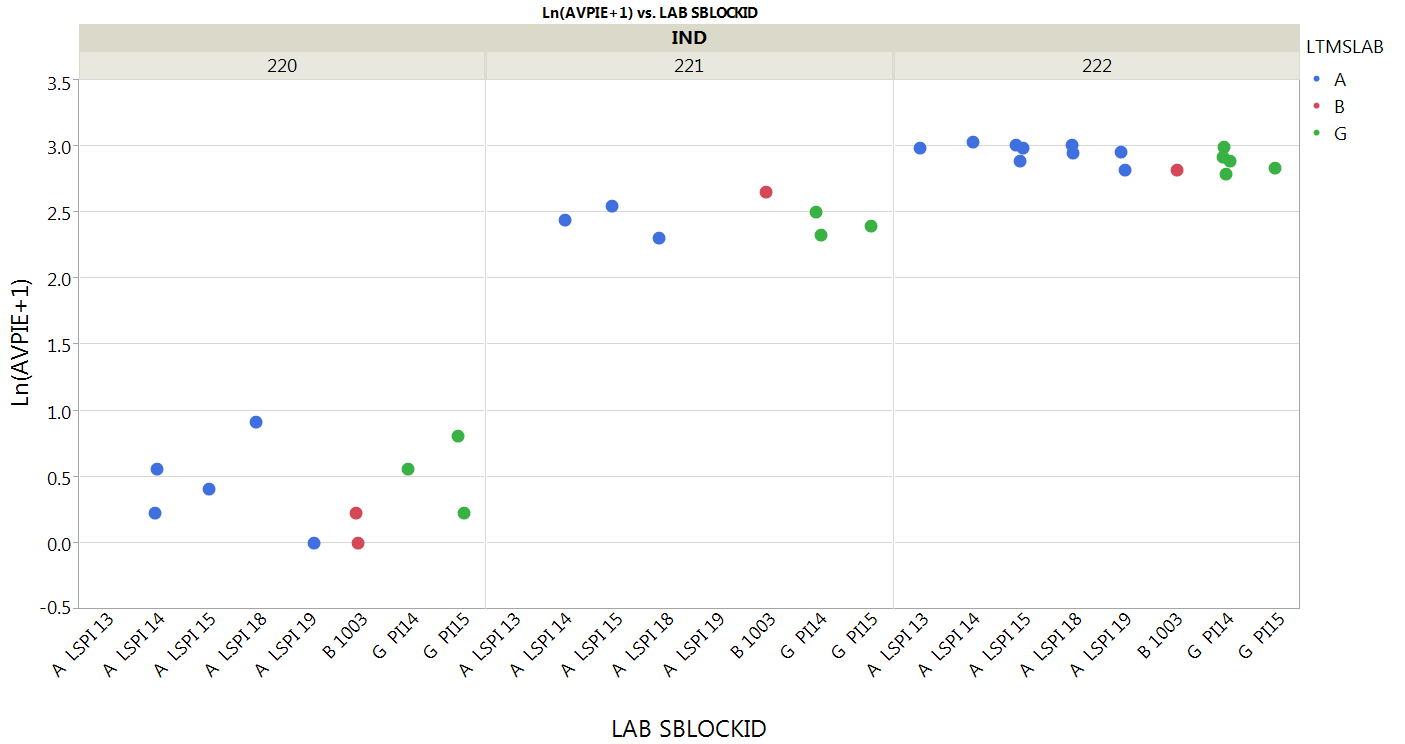 Ln(AVPIE+1) vs. LAB SBLOCKID
IND
220 221 222
LTMSLAB
A
B
G
Ln(AVPIE+1)
3.5
3.0
2.5
2.0
1.5
1.0
0.5
0.0
-0.5
A LSPI 13
A LSPI 14
A LSPI 15
A LSPI 18
A LSPI 19
B 1003
G PI14
G PI15
A LSPI 13
A LSPI 14
A LSPI 15
A LSPI 18
A LSPI 19
B 1003
G PI14
G PI15
A LSPI 13
A LSPI 14
A LSPI 15
A LSPI 18
A LSPI 19
B 1003
G PI14
G PI15
LAB SBLOCKID